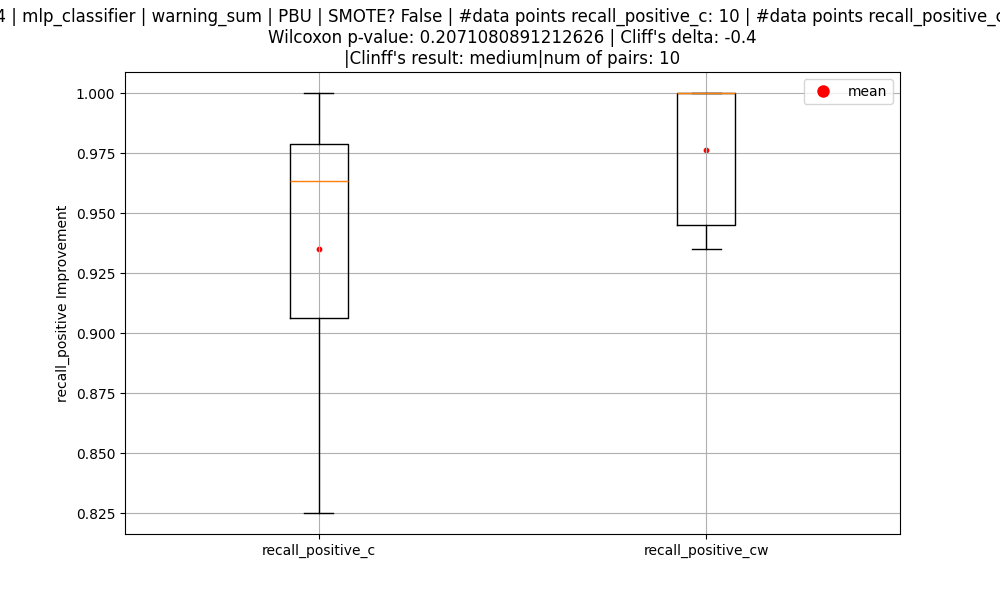 4 | mlp_classifier | warning_sum | PBU | SMOTE? False | #data points recall_positive_c: 10 | #data points recall_positive_c
Wilcoxon p-value: 0.2071080891212626 | Cliff's delta: -0.4
|Clinff's result: medium|num of pairs: 10
mean
1.000
0.975
0.950
0.925
0.900
0.875
0.850
0.825
recall_positive Improvement
recall_positive_c
recall_positive_cw